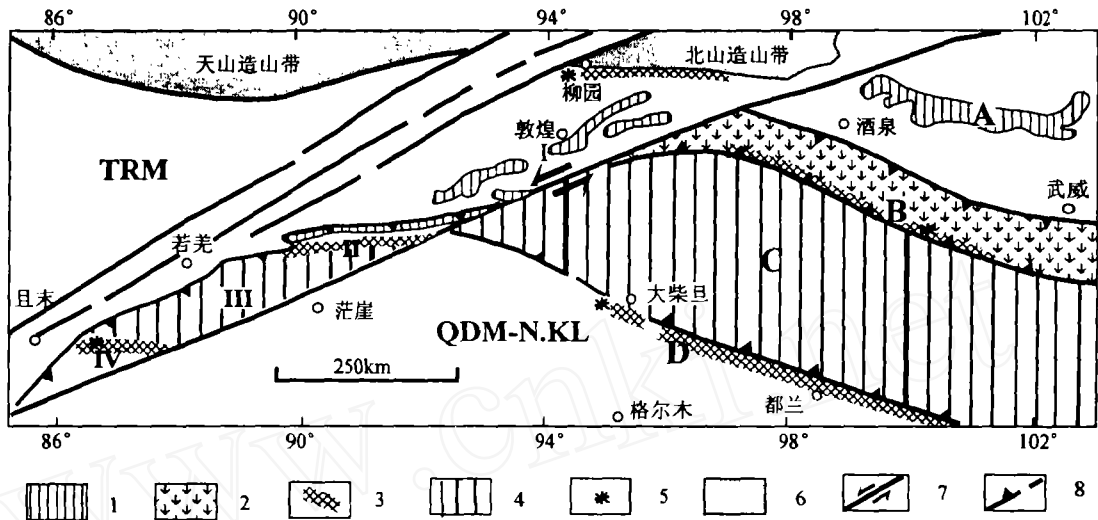 86° 90° 94° 98° 102°
天山造山带
北山造山带
柳园
A
敦煌
酒泉
I
TRM
武威
B
若羌
II
C
III
大柴旦
且末
茫崖
QDM-N.KL
D
IV
250km
都兰
格尔木
86° 90° 94° 98° 102°
1 2 3 4 5 6 7 8
www.cnki.net